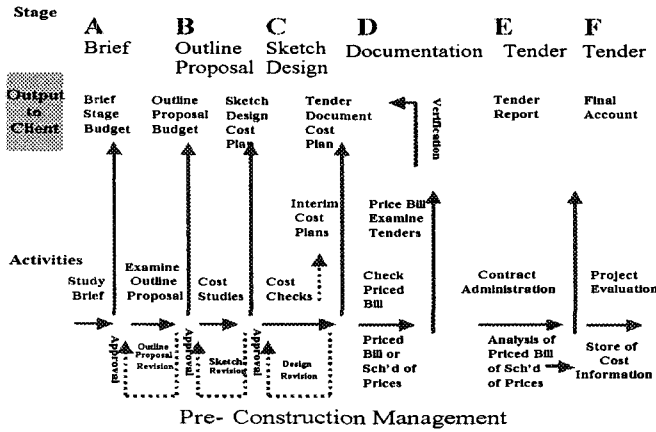 Stage
A
B
C
D
E
F
Brief
Outline
Proposal
Sketch
Design
Documentation
Tender
Tender
Output
to
Client
Brief
Stage
Budget
Outline
Proposal
Budget
Sketch
Design
Cost
Plan
Tender
Document
Cost
Plan
Verification
Tender
Report
Final
Account
Interim
Cost
Plans
Price Bill
Examine
Tenders
Activities
Study
Brief
Examine
Outline
Proposal
Cost
Studies
Cost
Checks
Check
Priced
Bill
Contract
Administration
Project
Evaluation
Approval
Outline
Proposal
Revision
Approval
Sketch
Revision
Approval
Design
Revision
Priced
Bill or
Sch'd of
Prices
Analysis of
Priced Bill
of Sch'd
of Prices
Store of
Cost
Information
Pre- Construction Management